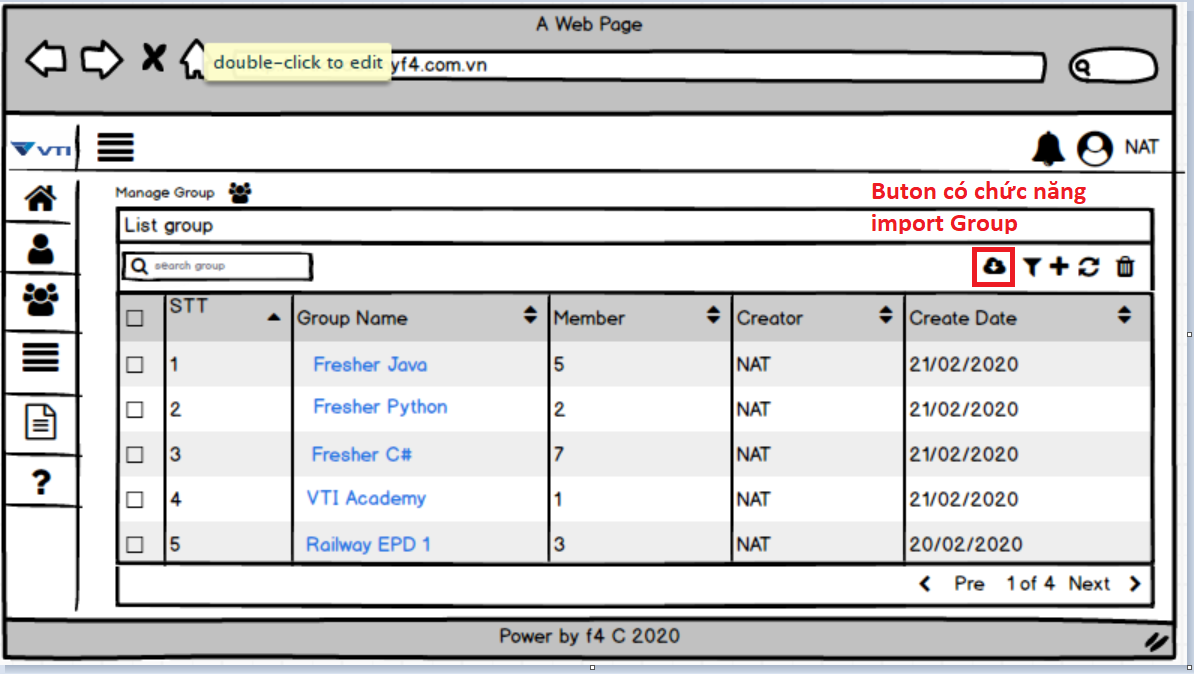 A Web Page
double-click to edit
yf4.com.vn
VTI
NAT
Manage Group
Buton có chức năng
import Group
List group
search group
STT Group Name Member Creator Create Date
1 Fresher Java 5 NAT 21/02/2020
2 Fresher Python 2 NAT 21/02/2020
3 Fresher C# 7 NAT 21/02/2020
4 VTI Academy 1 NAT 21/02/2020
5 Railway EPD 1 3 NAT 20/02/2020
Pre 1 of 4 Next
Power by f4 C 2020